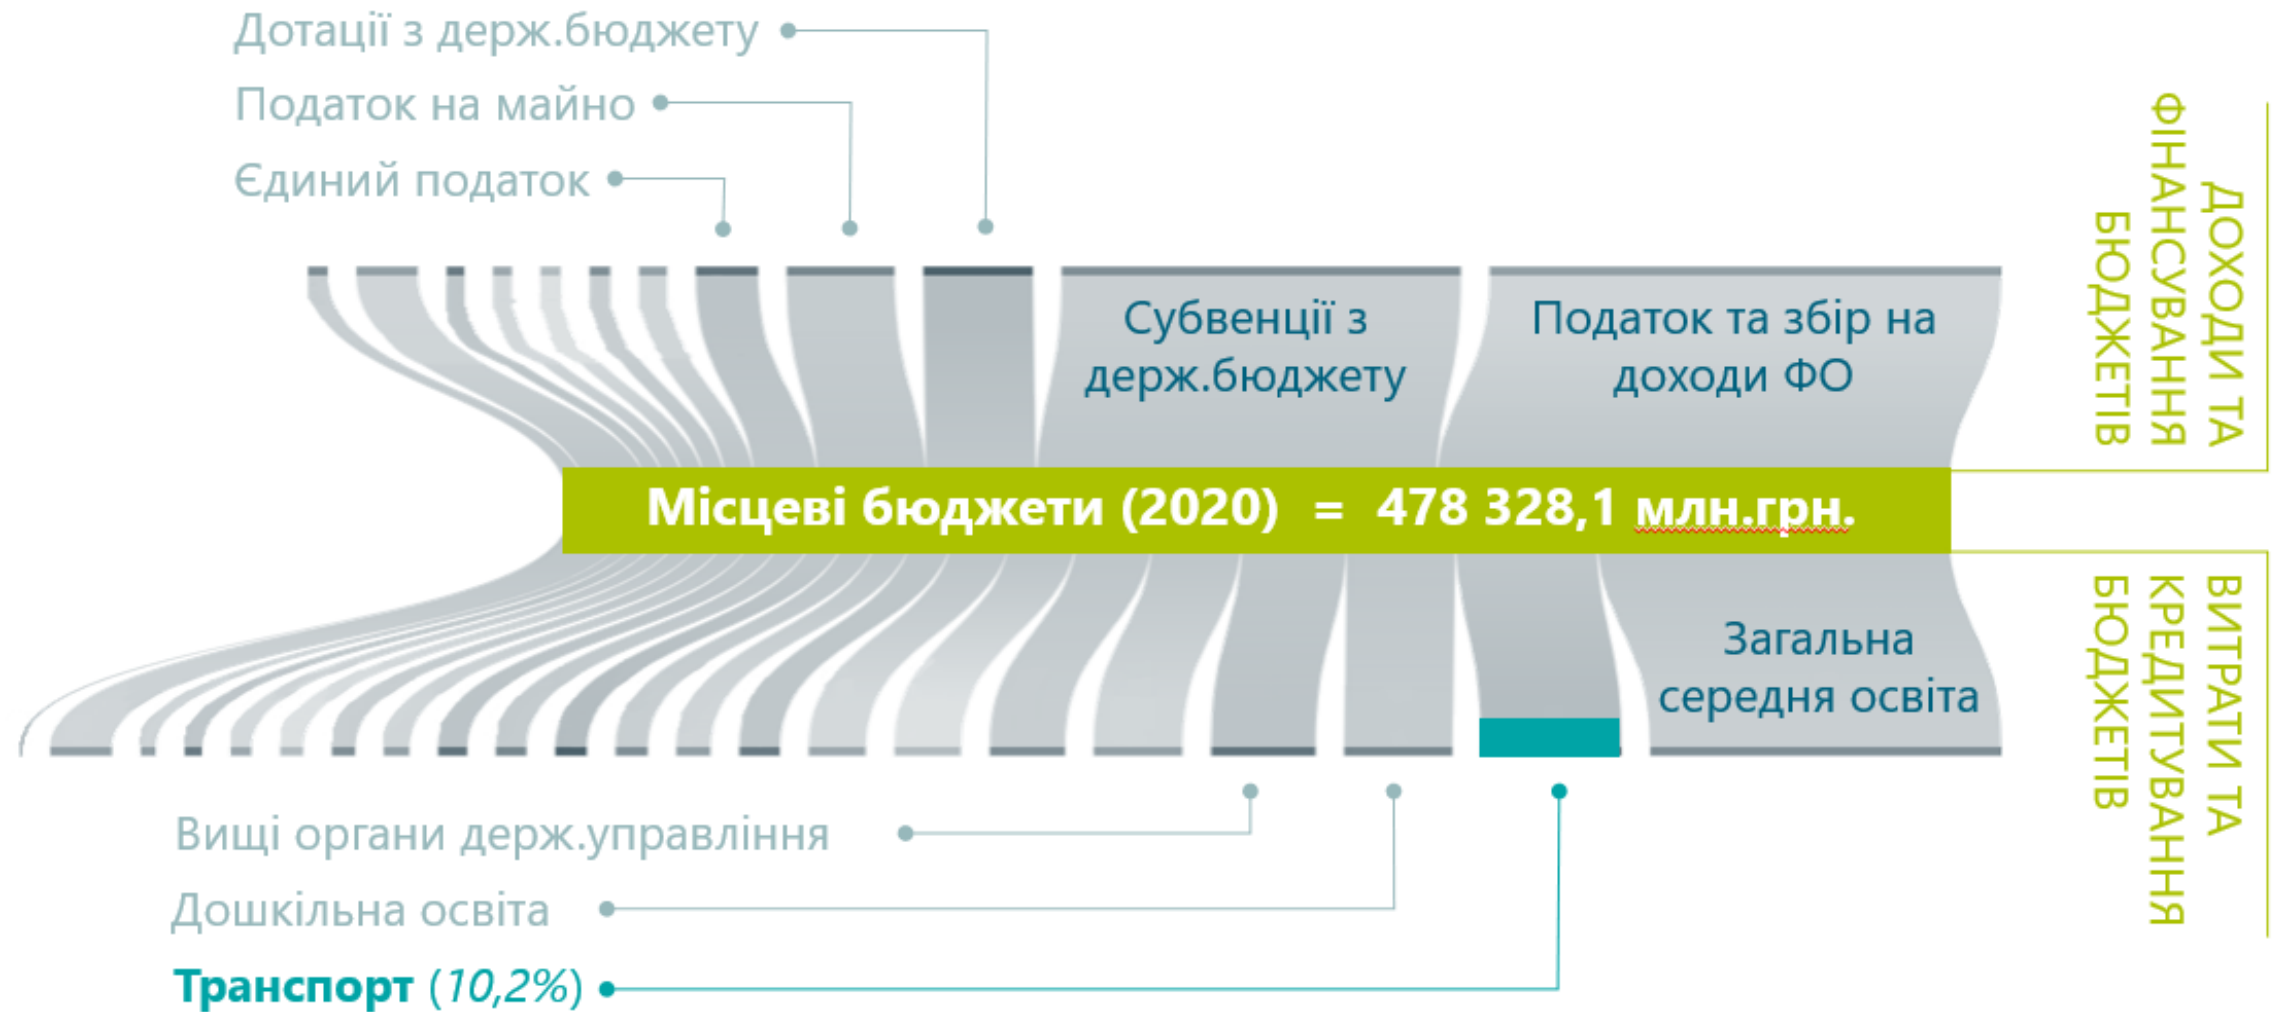 Дотації з держ.бюджету
Податок на майно
Єдиний податок
Субвенції з
держ.бюджету
Податок та збір на
доходи ФО
ДОХОДИ ТА
ФІНАНСУВАННЯ
БЮДЖЕТІВ
Місцеві бюджети (2020) = 478 328,1 млн.грн.
Загальна
середня освіта
ВИТРАТИ ТА
КРЕДИТУВАННЯ
БЮДЖЕТІВ
Вищі органи держ.управління
Дошкільна освіта
Транспорт (10,2%)